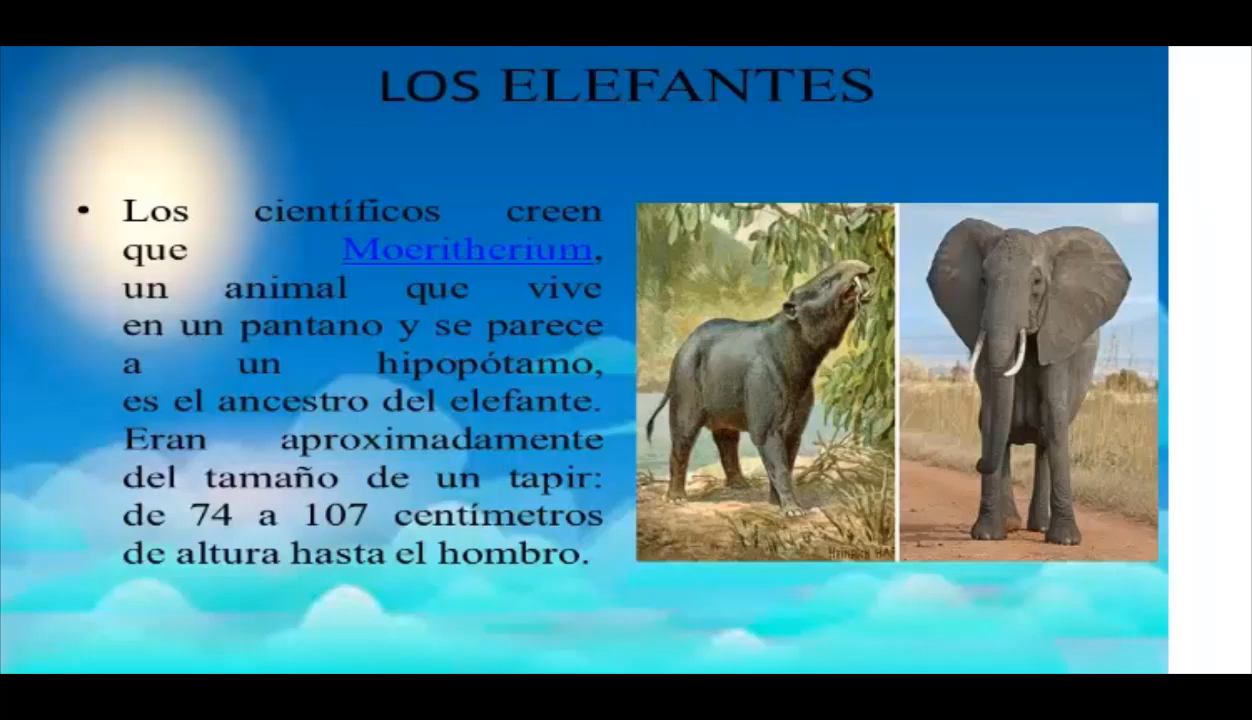 LOS ELEFANTES
• Los científicos creen
que Moeritherium,
un animal que vive
en un pantano y se parece
a un hipopótamo,
es el ancestro del elefante.
Eran aproximadamente
del tamaño de un tapir:
de 74 a 107 centímetros
de altura hasta el hombro.
HEINRICH HA